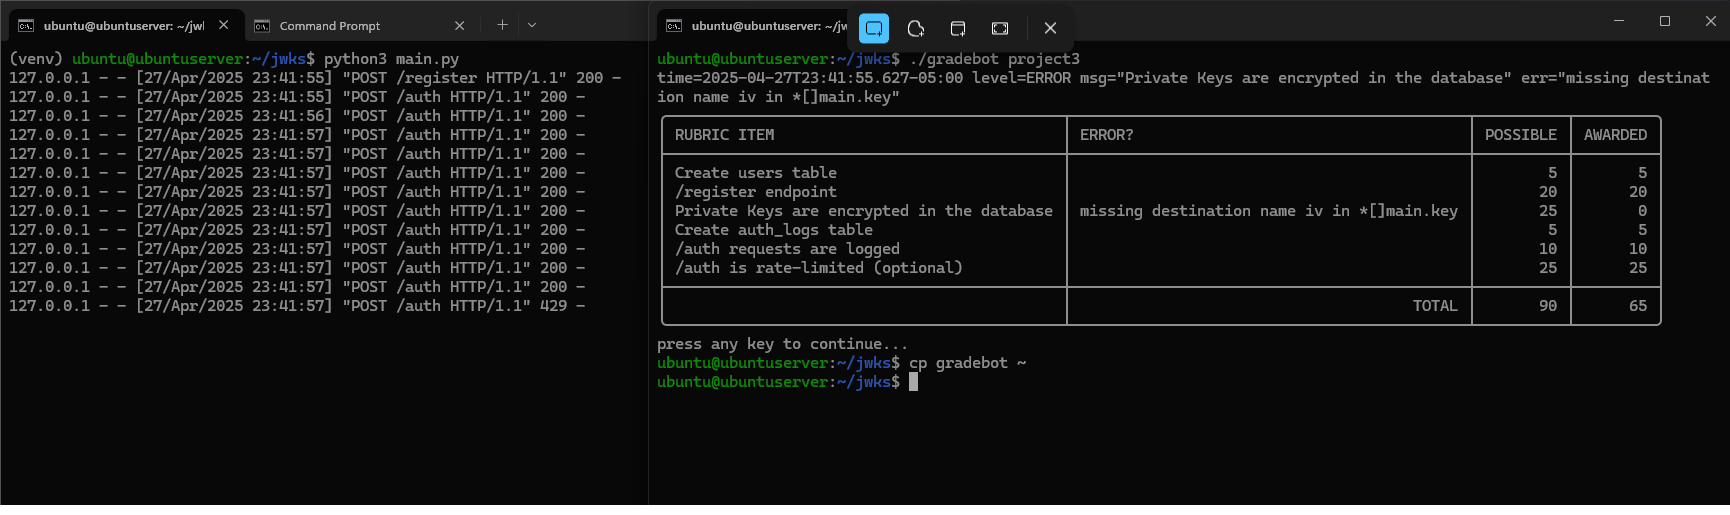 ubuntu@ubuntuserver: ~/jwl
Command Prompt
(venv) ubuntu@ubuntuserver:~/jwks$ python3 main.py
127.0.0.1 - - [27/Apr/2025 23:41:55] "POST /register HTTP/1.1" 200 -
127.0.0.1 - - [27/Apr/2025 23:41:55] "POST /auth HTTP/1.1" 200 -
127.0.0.1 - - [27/Apr/2025 23:41:56] "POST /auth HTTP/1.1" 200 -
127.0.0.1 - - [27/Apr/2025 23:41:57] "POST /auth HTTP/1.1" 200 -
127.0.0.1 - - [27/Apr/2025 23:41:57] "POST /auth HTTP/1.1" 200 -
127.0.0.1 - - [27/Apr/2025 23:41:57] "POST /auth HTTP/1.1" 200 -
127.0.0.1 - - [27/Apr/2025 23:41:57] "POST /auth HTTP/1.1" 200 -
127.0.0.1 - - [27/Apr/2025 23:41:57] "POST /auth HTTP/1.1" 200 -
127.0.0.1 - - [27/Apr/2025 23:41:57] "POST /auth HTTP/1.1" 200 -
127.0.0.1 - - [27/Apr/2025 23:41:57] "POST /auth HTTP/1.1" 200 -
127.0.0.1 - - [27/Apr/2025 23:41:57] "POST /auth HTTP/1.1" 200 -
127.0.0.1 - - [27/Apr/2025 23:41:57] "POST /auth HTTP/1.1" 200 -
127.0.0.1 - - [27/Apr/2025 23:41:57] "POST /auth HTTP/1.1" 429 -
ubuntu@ubuntuserver: ~/jw
ubuntu@ubuntuserver:~/jwks$ ./gradebot project3
time=2025-04-27T23:41:55.627-05:00 level=ERROR msg="Private Keys are encrypted in the database" err="missing destinat
ion name iv in *[]main.key"
RUBRIC ITEM ERROR? POSSIBLE AWARDED
Create users table 5 5
/register endpoint 20 20
Private Keys are encrypted in the database missing destination name iv in *[]main.key 25 0
Create auth_logs table 5 5
/auth requests are logged 10 10
/auth is rate-limited (optional) 25 25
TOTAL 90 65
press any key to continue...
ubuntu@ubuntuserver:~/jwks$ cp gradebot ~
ubuntu@ubuntuserver:~/jwks$